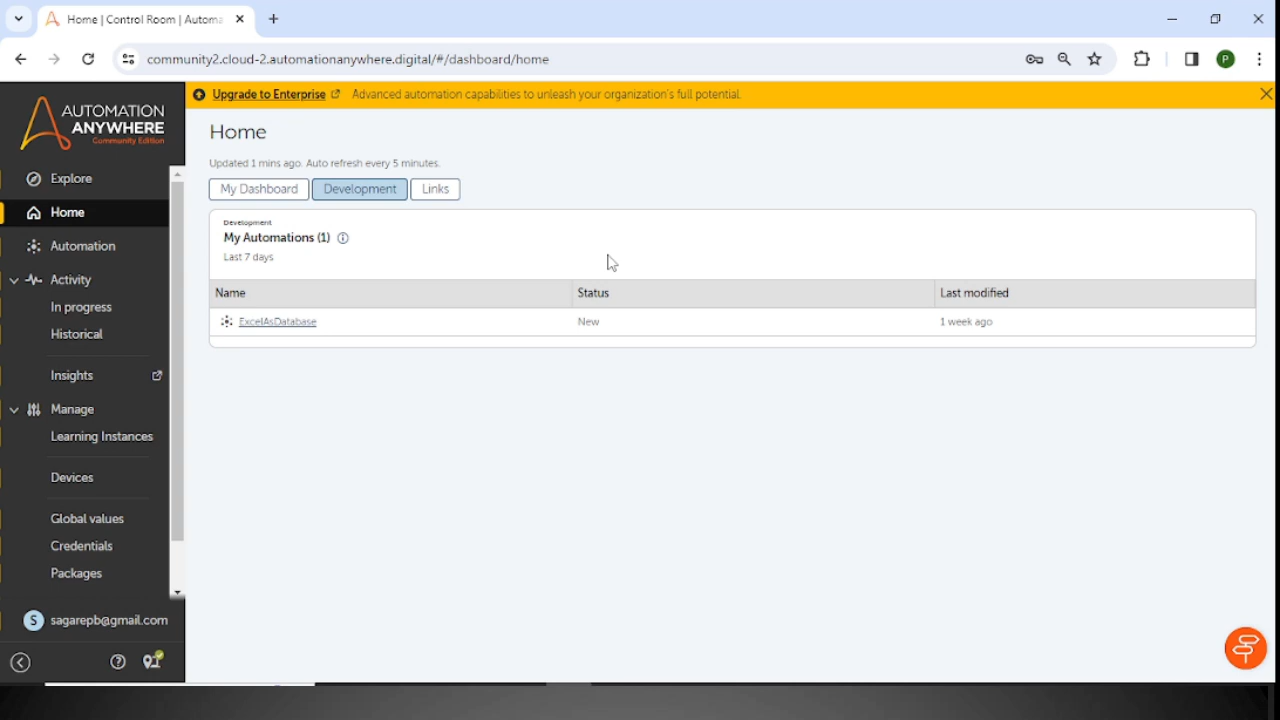 Home | Control Room | Automa
community2.cloud-2.automationanywhere.digital/#/dashboard/home
P
AUTOMATION
ANYWHERE
Community Edition
Upgrade to Enterprise Advanced automation capabilities to unleash your organization's full potential.
Explore
Home
Automation
Activity
In progress
Historical
Insights
Manage
Learning Instances
Devices
Global values
Credentials
Packages
S sagarepb@gmail.com
Home
Updated 1 mins ago. Auto refresh every 5 minutes.
My Dashboard Development Links
Development
My Automations (1)
Last 7 days
Name Status Last modified
ExcelAsDatabase New 1 week ago